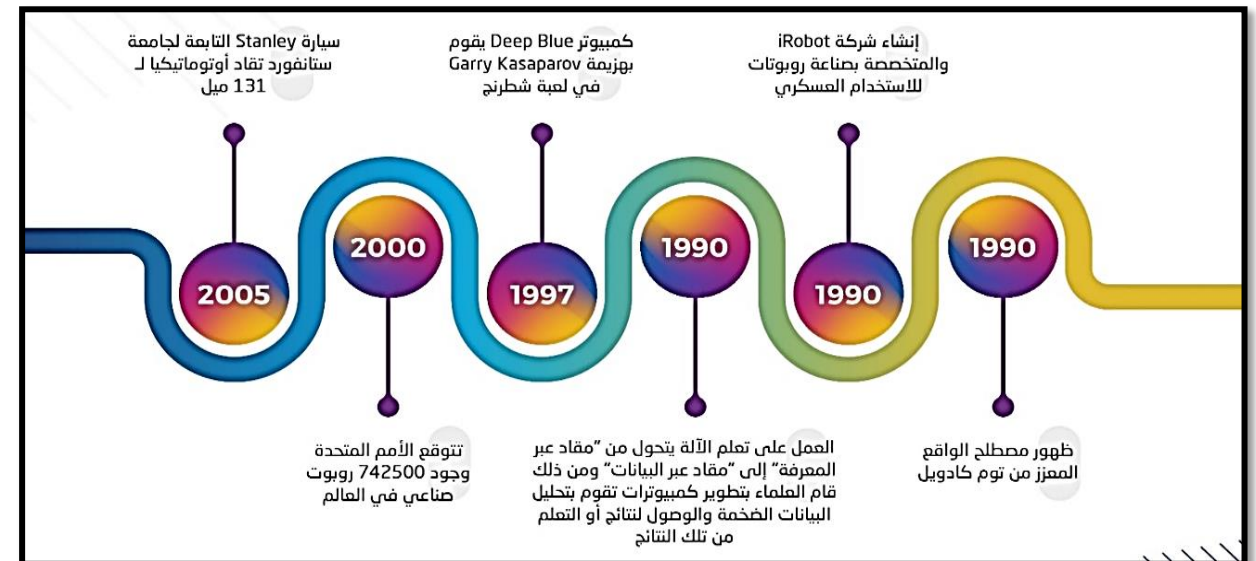 ظهور مصطلح الواقع
المعزز من توم كادويل
1990
إنشاء شركة iRobot
والمتخصصة بصناعة روبوتات
للاستخدام العسكري
1990
العمل على تعلم الآلة يتحول من "مقاد عبر
المعرفة" إلى "مقاد عبر البيانات" ومن ذلك
قام العلماء بتطوير كمبيوترات تقوم بتحليل
البيانات الضخمة والوصول لنتائج أو التعلم
من تلك النتائج
1990
كمبيوتر Deep Blue يقوم
بهزيمة Garry Kasaparov
في لعبة شطرنج
1997
تتوقع الأمم المتحدة
وجود 742500 روبوت
صناعي في العالم
2000
سيارة Stanley التابعة لجامعة
ستانفورد تقاد أوتوماتيكيا لـ
131 ميل
2005